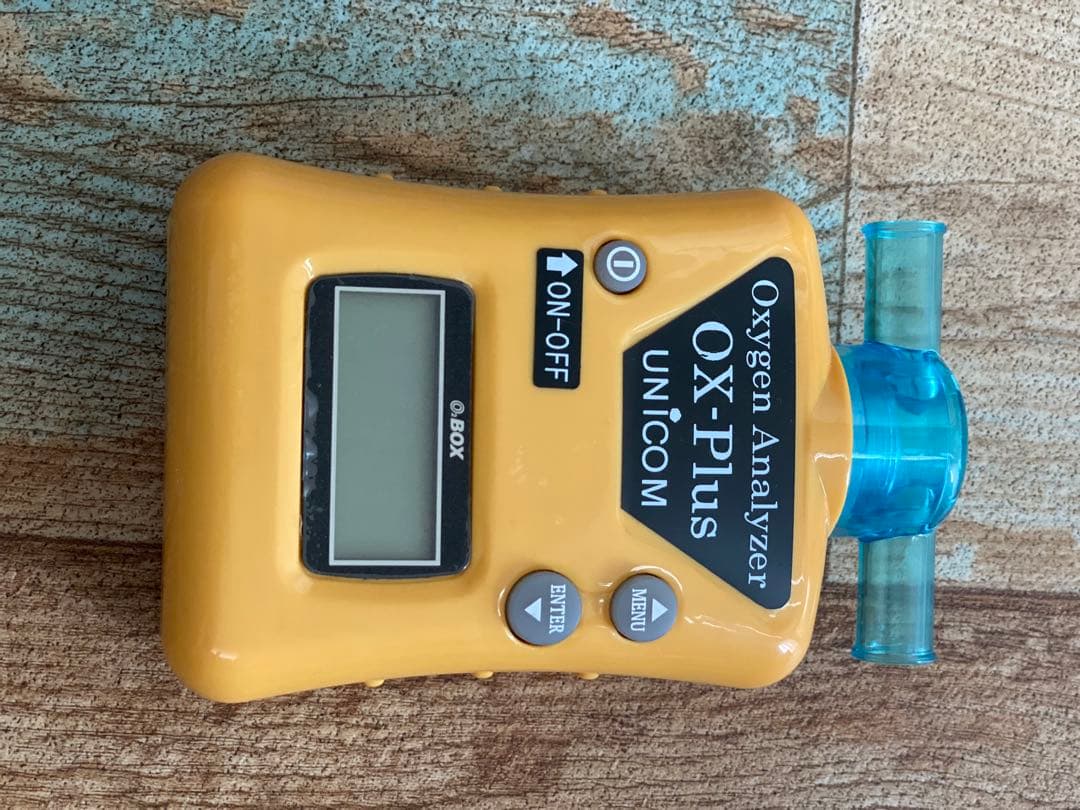 Oxygen Analyzer
OX-Plus
UNiCOM
ON-OFF
MENU
ENTER
O₂BOX